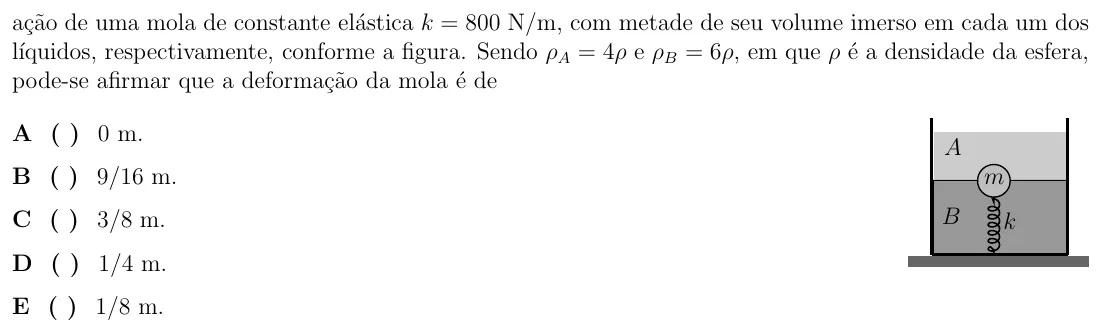 ação de uma mola de constante elástica k = 800 N/m, com metade de seu volume imerso em cada um dos
líquidos, respectivamente, conforme a figura. Sendo ρ_A = 4ρ e ρ_B = 6ρ, em que ρ é a densidade da esfera,
pode-se afirmar que a deformação da mola é de
A ( ) 0 m.
B ( ) 9/16 m.
C ( ) 3/8 m.
D ( ) 1/4 m.
E ( ) 1/8 m.
A
m
B
k